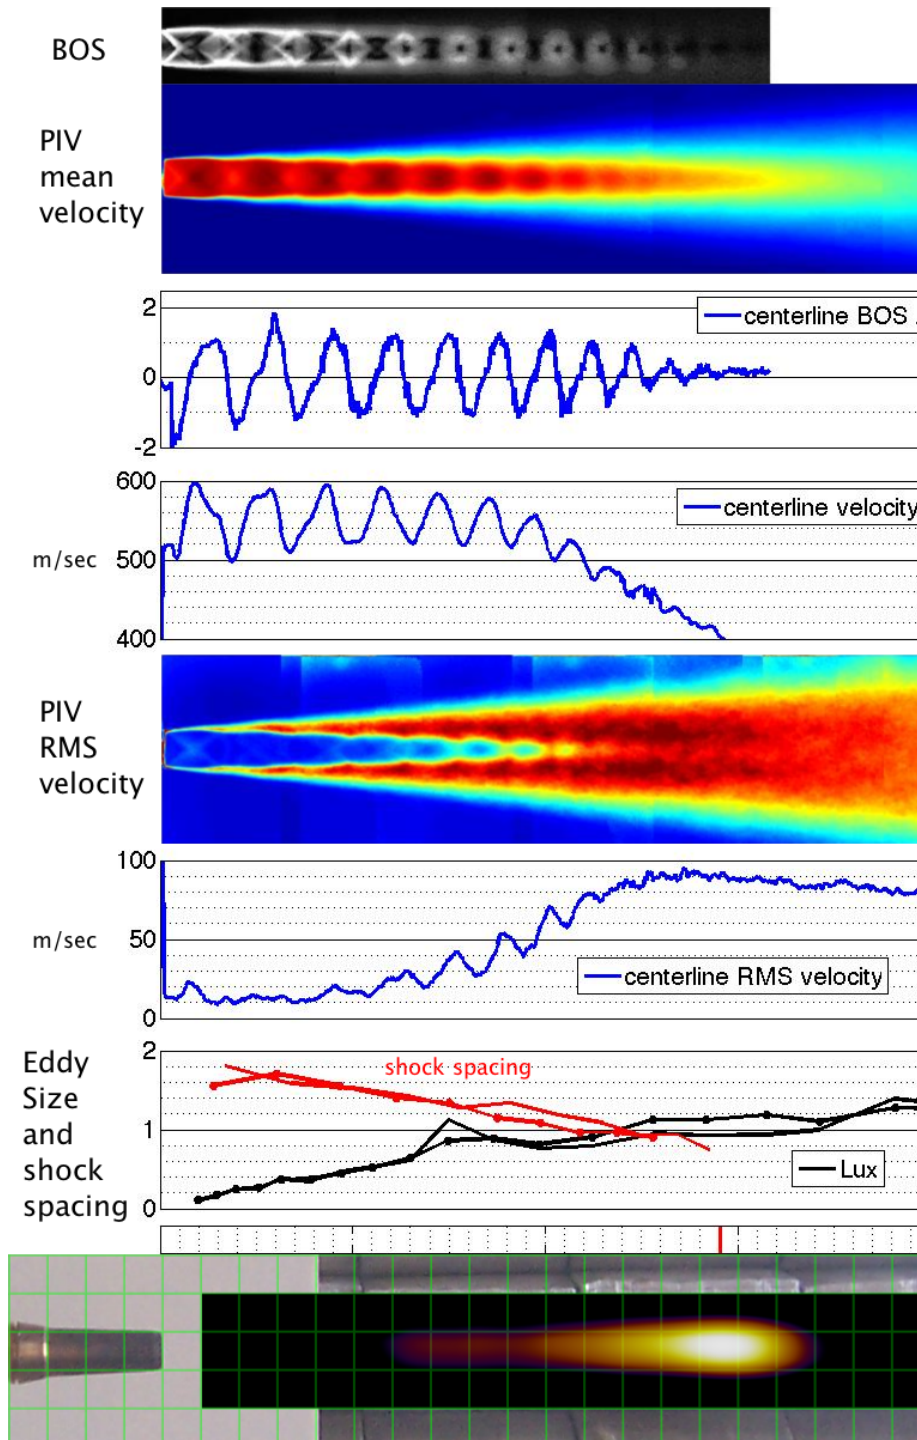 BOS
PIV
mean
velocity
2
0
-2
centerline BOS
600
500
400
m/sec
centerline velocity
PIV
RMS
velocity
100
50
0
m/sec
centerline RMS velocity
Eddy
Size
and
shock
spacing
2
1
0
shock spacing
Lux